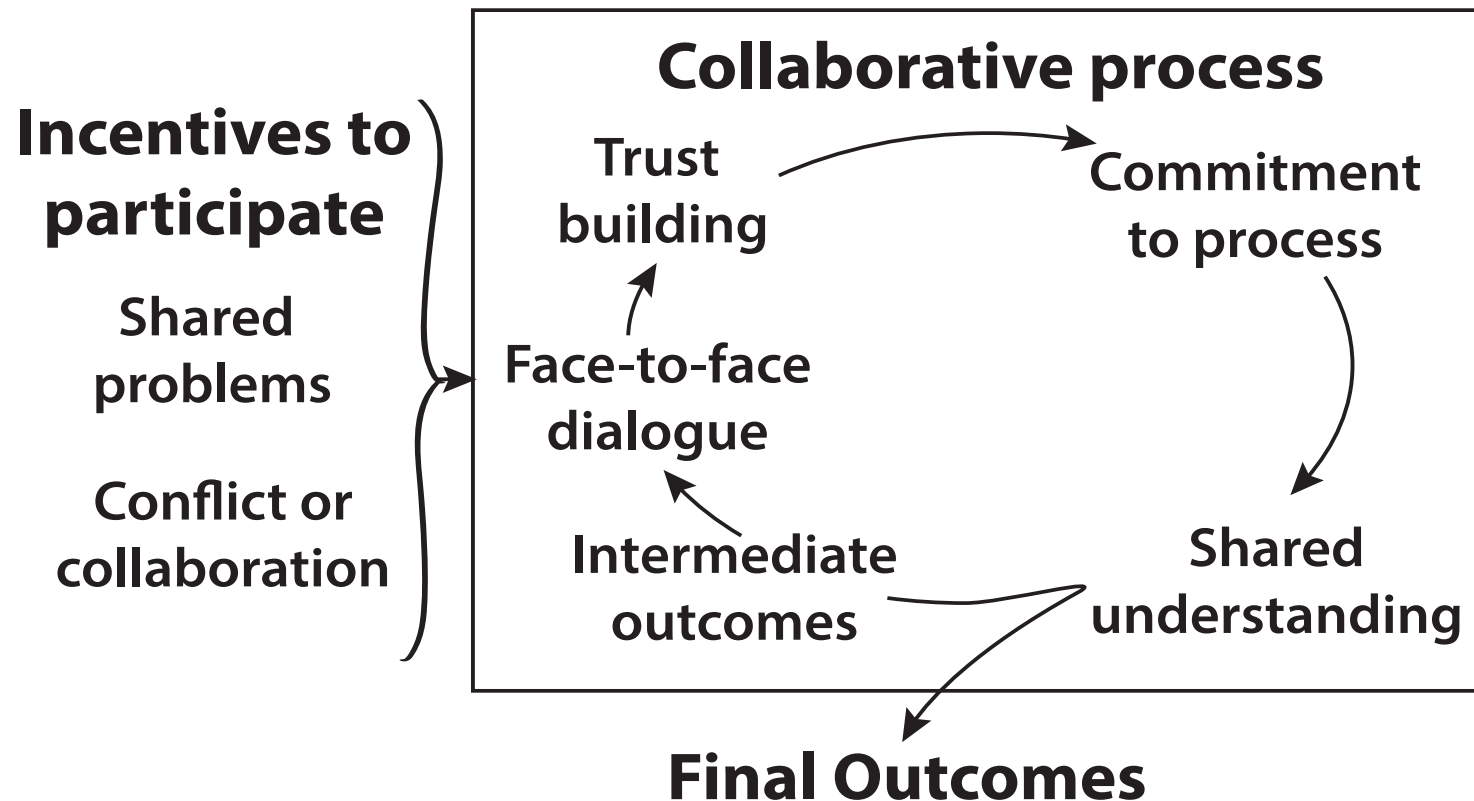 Incentives to
participate
Shared
problems
Conflict or
collaboration
Collaborative process
Trust
building
Commitment
to process
Face-to-face
dialogue
Intermediate
outcomes
Shared
understanding
Final Outcomes